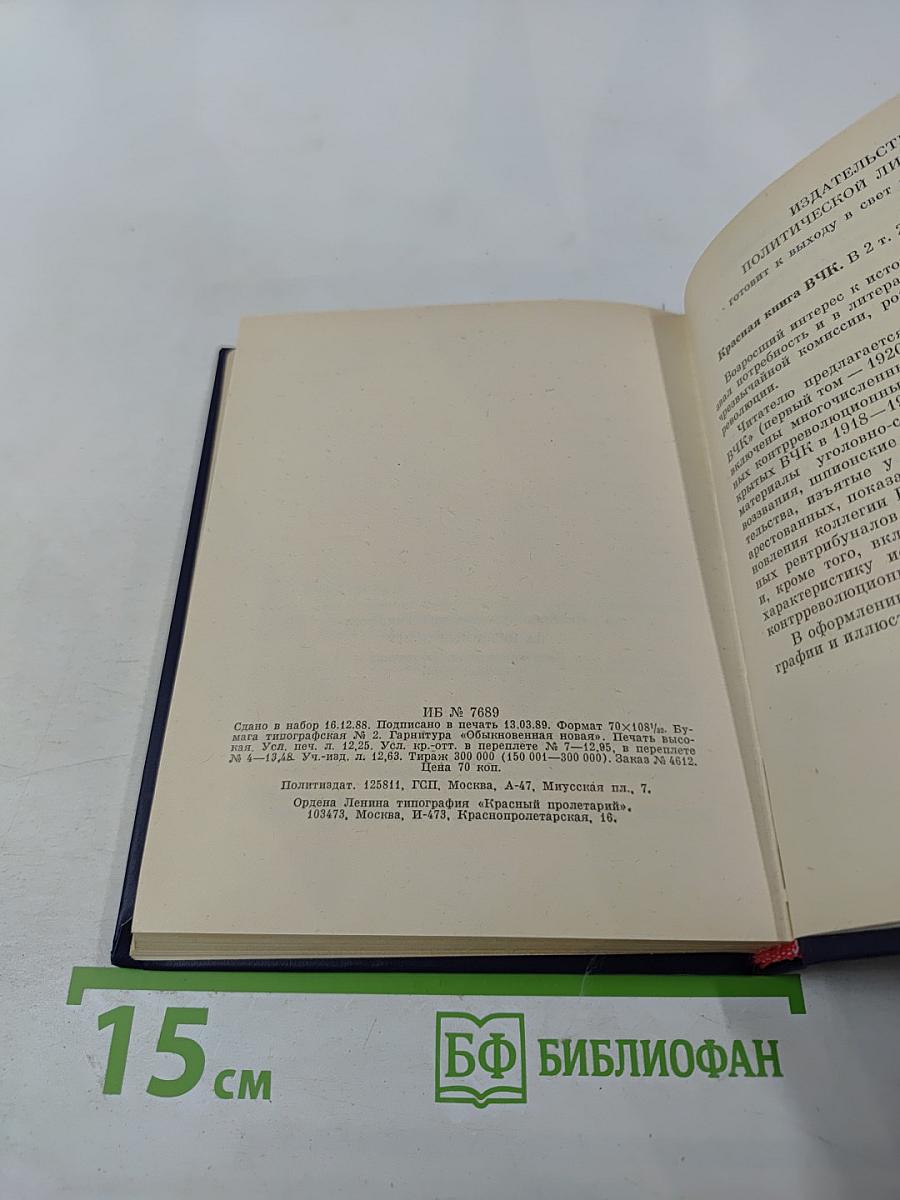 ИБ № 7689
Сдано в набор 16.12.88. Подписано в печать 13.03.89. Формат 70×108¹/₃₂. Бу-
мага типографская № 2. Гарнитура «Обыкновенная новая». Печать высо-
кая. Усл. печ. л. 12,25. Усл. кр.-отт. в переплете № 7—12,95, в переплете
№ 4—13,48. Уч.-изд. л. 12,63. Тираж 300 000 (150 001—300 000). Заказ № 4612.
Цена 70 коп.
Политиздат. 125811, ГСП, Москва, А-47, Миусская пл., 7.
Ордена Ленина типография «Красный пролетарий».
103473, Москва, И-473, Краснопролетарская, 16.
ИЗДАТЕЛЬСТ
ПОЛИТИЧЕСКОЙ ЛИ
готовит к выходу в свет
Красная книга ВЧК. В 2 т.
Возросший интерес к исто
звал потребность и в литера
чрезвычайной комиссии, ро
революции.
Читателю предлагается
ВЧК» (первый том — 1920
включены многочисленны
ных контрреволюционны
крытых ВЧК в 1918—19
материалы уголовно-с
воззвания, шпионские
тельства, изъятые у
арестованных, показа
новления коллегии
ных ревтрибуналов
и, кроме того, вкл
характеристику и
контрреволюцион
В оформлени
графии и иллюст
15 см
БФ БИБЛИОФАН